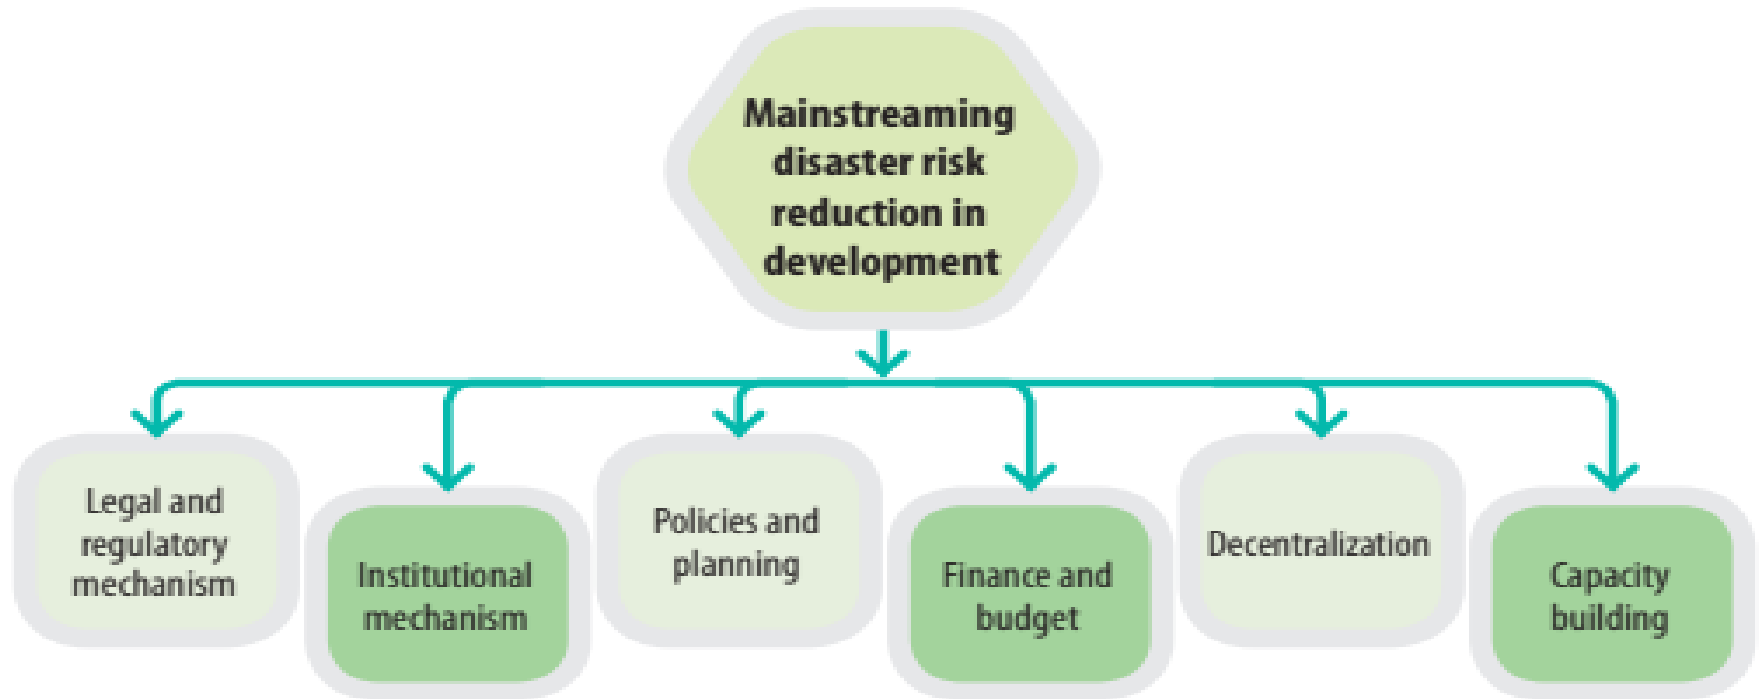 Mainstreaming
disaster risk
reduction in
development
Legal and
regulatory
mechanism
Institutional
mechanism
Policies and
planning
Finance and
budget
Decentralization
Capacity
building